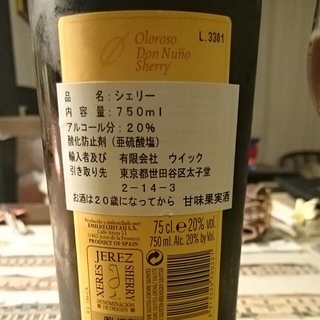 L.3301
Oloroso
Don Nuño
Sherry
品　　　名：シェリー
内　容　量：750ml
アルコール分：20%
酸化防止剤（亜硫酸塩）
輸入者及び　有限会社　ウイック
引き取り先　東京都世田谷区太子堂
2-14-3
お酒は20歳になってから　甘味果実酒
EMILIO LUSTAU S.A.
PRODUCT OF SPAIN
75 cl. e 20% vol.
750 ml. Alc. 20% by Vol.
JEREZ
XERES
SHERRY
DENOMINACIÓN
DE ORIGEN